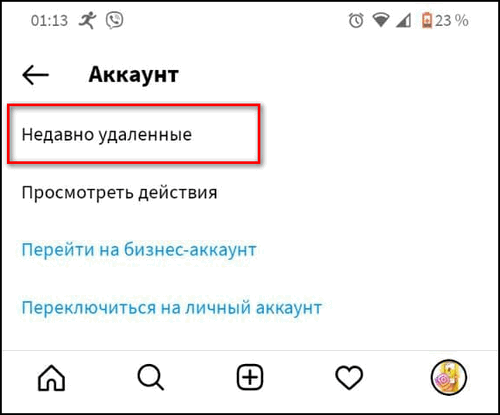 01:13 23 %
Аккаунт
Недавно удаленные
Просмотреть действия
Перейти на бизнес-аккаунт
Переключиться на личный аккаунт